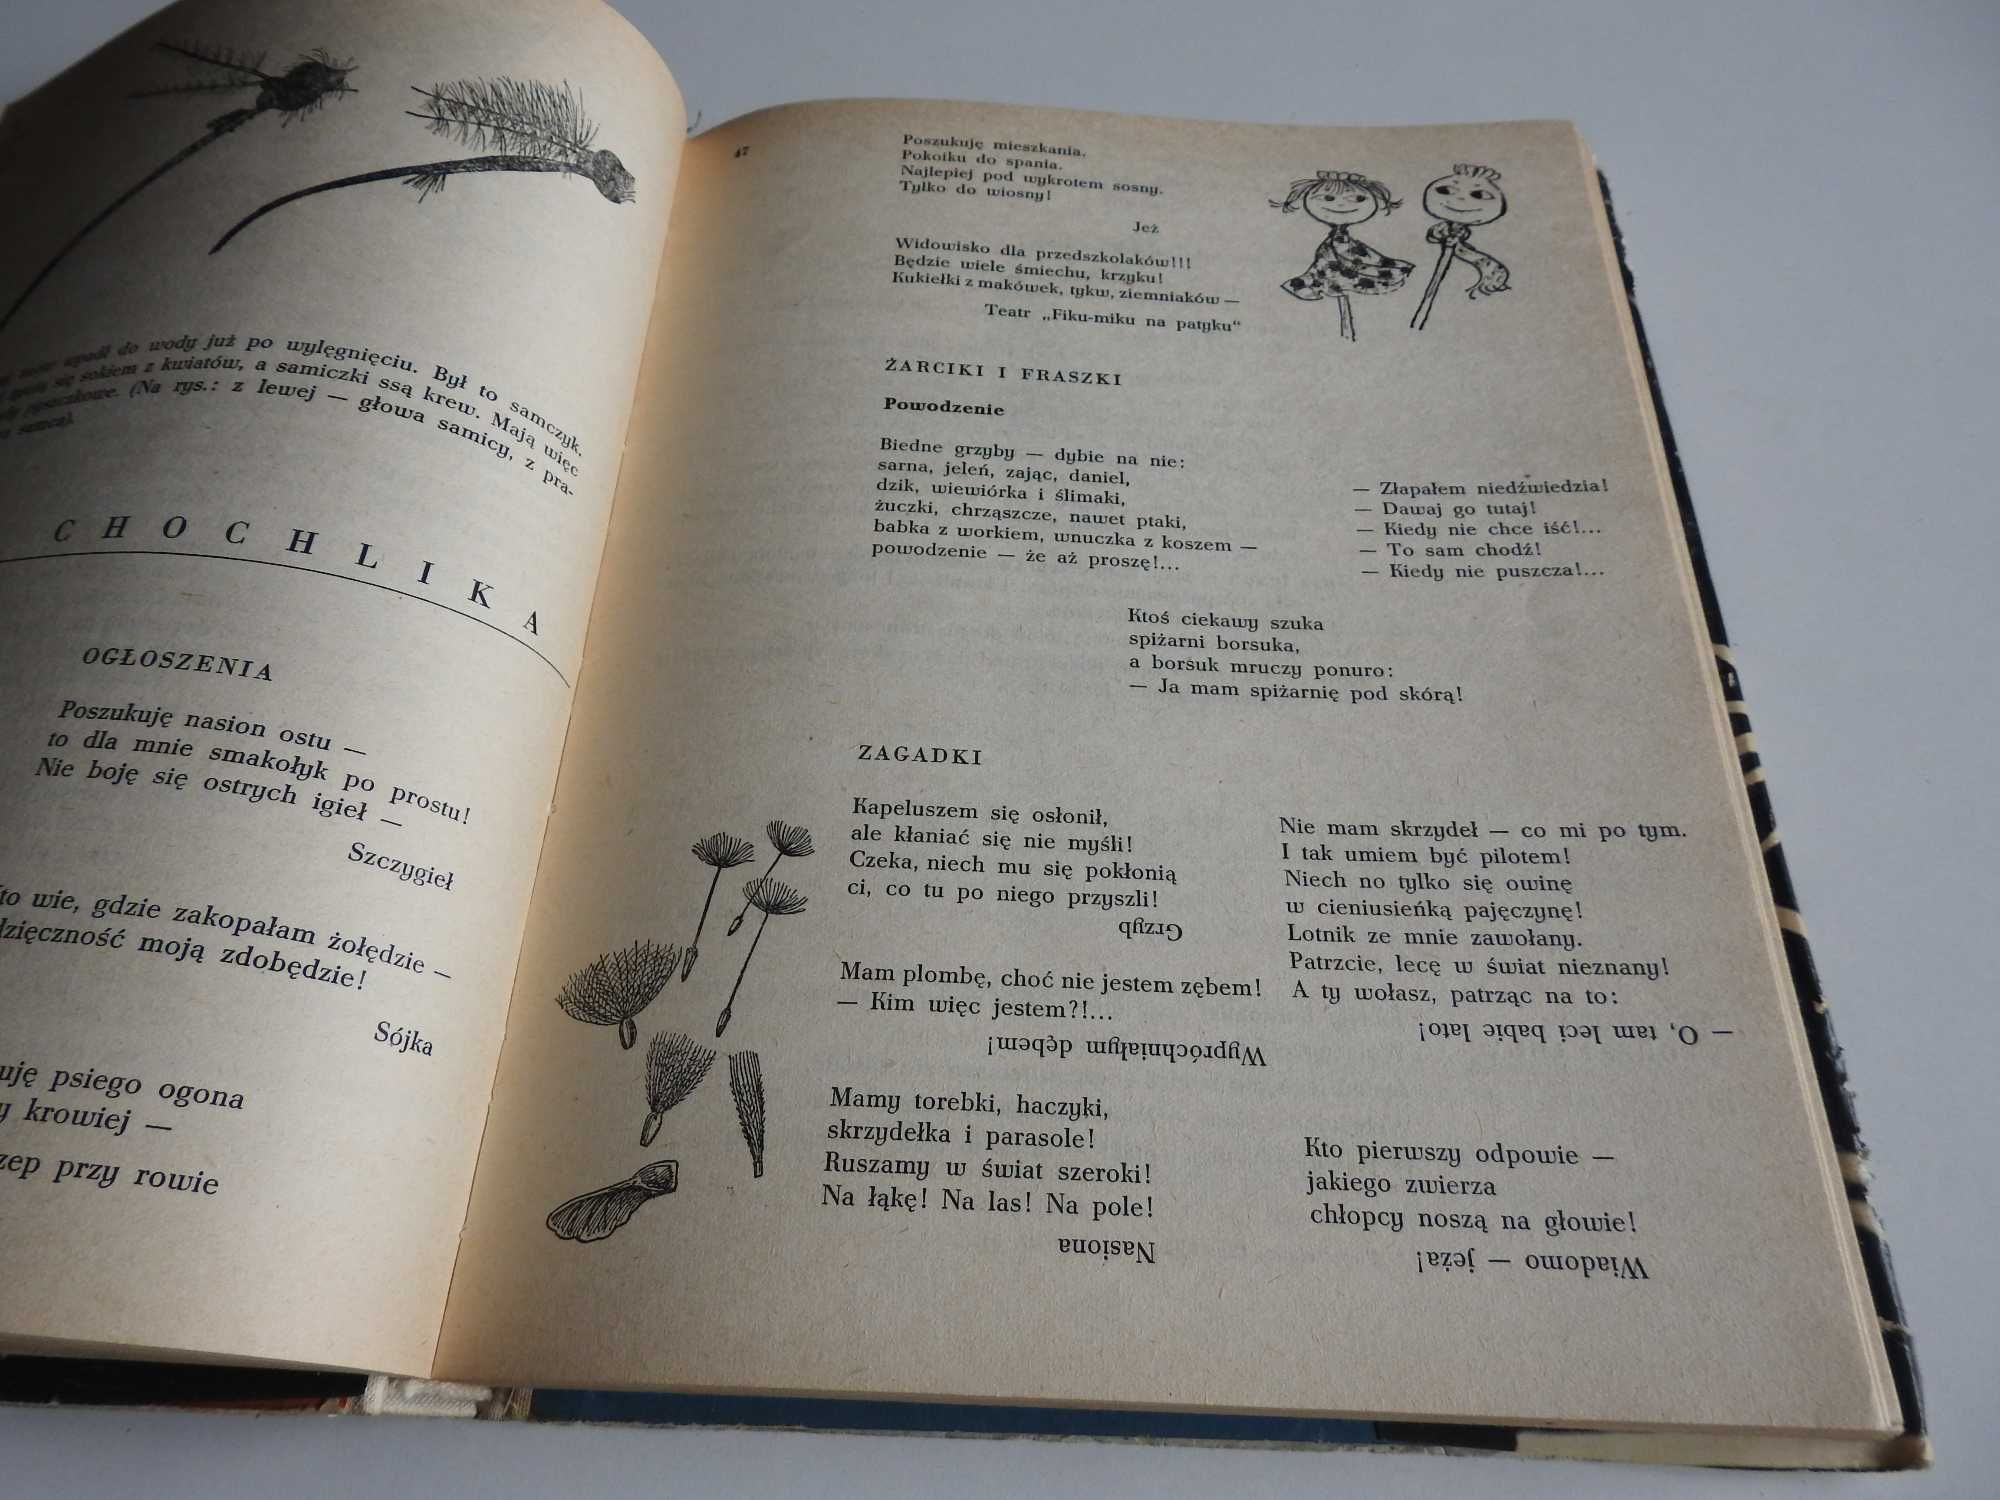 upadł do wody już po wylęgnięciu. Był to samczyk.
się sokiem z kwiatów, a samiczki ssą krew. Mają więc
(Na rys.: z lewej — głowa samicy, z pra-
samca).
CHOCHLIKA
OGŁOSZENIA
Poszukuję nasion ostu —
to dla mnie smakołyk po prostu!
Nie boję się ostrych igieł —
Szczygieł
to wie, gdzie zakopałam żołędzie —
dzięczność moją zdobędzie!
Sójka
uję psiego ogona
y krowiej —
zep przy rowie
47
Poszukuję mieszkania.
Pokoiku do spania.
Najlepiej pod wykrotem sosny.
Tylko do wiosny!
Jeż
Widowisko dla przedszkolaków!!!
Będzie wiele śmiechu, krzyku!
Kukiełki z makówek, tykw, ziemniaków —
Teatr „Fiku-miku na patyku“
ŻARCIKI I FRASZKI
Powodzenie
Biedne grzyby — dybie na nie:
sarna, jeleń, zając, daniel,
dzik, wiewiórka i ślimaki,
żuczki, chrząszcze, nawet ptaki,
babka z workiem, wnuczka z koszem —
powodzenie — że aż proszę!...
— Złapałem niedźwiedzia!
— Dawaj go tutaj!
— Kiedy nie chce iść!...
— To sam chodź!
— Kiedy nie puszcza!...
Ktoś ciekawy szuka
spiżarni borsuka,
a borsuk mruczy ponuro:
— Ja mam spiżarnię pod skórą!
ZAGADKI
Kapeluszem się osłonił,
ale kłaniać się nie myśli!
Czeka, niech mu się pokłonią
ci, co tu po niego przyszli!
Grzyb
Mam plombę, choć nie jestem zębem!
— Kim więc jestem?!...
Wypróchniałym dębem!
Mamy torebki, haczyki,
skrzydełka i parasole!
Ruszamy w świat szeroki!
Na łąkę! Na las! Na pole!
Nasiona
Nie mam skrzydeł — co mi po tym.
I tak umiem być pilotem!
Niech no tylko się owinę
w cieniusieńką pajęczynę!
Lotnik ze mnie zawołany.
Patrzcie, lecę w świat nieznany!
A ty wołasz, patrząc na to:
— O, tam leci babie lato!
Kto pierwszy odpowie —
jakiego zwierza
chłopcy noszą na głowie!
Wiadomo — jeża!